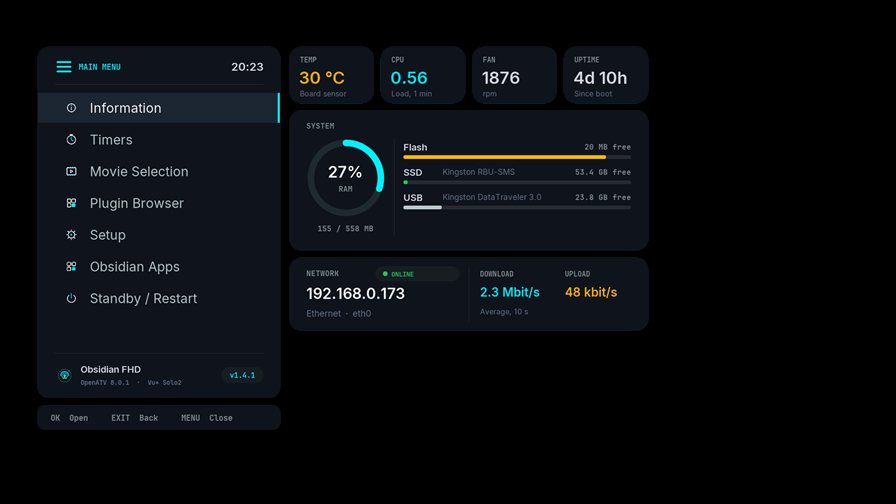 MAIN MENU
20:23
Information
Timers
Movie Selection
Plugin Browser
Setup
Obsidian Apps
Standby / Restart
Obsidian FHD
OpenATV 8.0.1 · Vu+ Solo2
v1.4.1
OK Open EXIT Back MENU Close
TEMP
30 °C
Board sensor
CPU
0.56
Load, 1 min
FAN
1876
rpm
UPTIME
4d 10h
Since boot
SYSTEM
27%
RAM
155 / 558 MB
Flash 20 MB free
SSD Kingston RBU-SMS 53.4 GB free
USB Kingston DataTraveler 3.0 23.8 GB free
NETWORK
ONLINE
192.168.0.173
Ethernet · eth0
DOWNLOAD
2.3 Mbit/s
Average, 10 s
UPLOAD
48 kbit/s